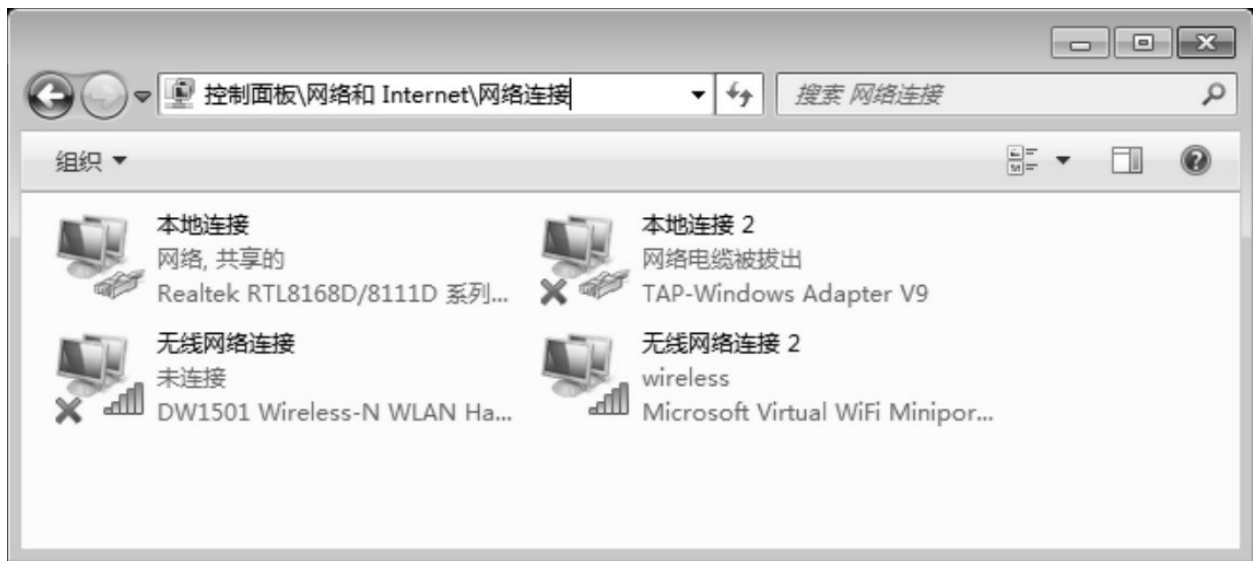 控制面板\网络和 Internet\网络连接
搜索 网络连接
组织
本地连接
网络, 共享的
Realtek RTL8168D/8111D 系列...
本地连接 2
网络电缆被拔出
TAP-Windows Adapter V9
无线网络连接
未连接
DW1501 Wireless-N WLAN Ha...
无线网络连接 2
wireless
Microsoft Virtual WiFi Minipor...